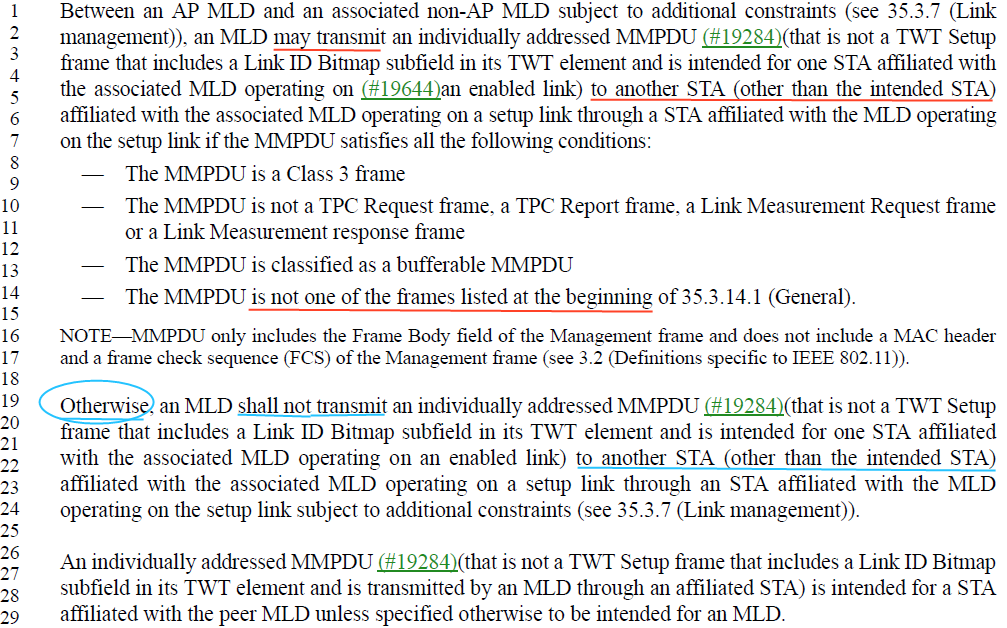 1 Between an AP MLD and an associated non-AP MLD subject to additional constraints (see 35.3.7 (Link
2 management)), an MLD may transmit an individually addressed MMPDU (#19284)(that is not a TWT Setup
3 frame that includes a Link ID Bitmap subfield in its TWT element and is intended for one STA affiliated with
4 the associated MLD operating on (#19644)an enabled link) to another STA (other than the intended STA)
5
6 affiliated with the associated MLD operating on a setup link through a STA affiliated with the MLD operating
7 on the setup link if the MMPDU satisfies all the following conditions:
8 — The MMPDU is a Class 3 frame
9
10 — The MMPDU is not a TPC Request frame, a TPC Report frame, a Link Measurement Request frame
11 or a Link Measurement response frame
12
13 — The MMPDU is classified as a bufferable MMPDU
14 — The MMPDU is not one of the frames listed at the beginning of 35.3.14.1 (General).
15
16 NOTE—MMPDU only includes the Frame Body field of the Management frame and does not include a MAC header
17 and a frame check sequence (FCS) of the Management frame (see 3.2 (Definitions specific to IEEE 802.11)).
18
19 Otherwise, an MLD shall not transmit an individually addressed MMPDU (#19284)(that is not a TWT Setup
20
21 frame that includes a Link ID Bitmap subfield in its TWT element and is intended for one STA affiliated
22 with the associated MLD operating on an enabled link) to another STA (other than the intended STA)
23 affiliated with the associated MLD operating on a setup link through an STA affiliated with the MLD
24 operating on the setup link subject to additional constraints (see 35.3.7 (Link management)).
25
26 An individually addressed MMPDU (#19284)(that is not a TWT Setup frame that includes a Link ID Bitmap
27
28 subfield in its TWT element and is transmitted by an MLD through an affiliated STA) is intended for a STA
29 affiliated with the peer MLD unless specified otherwise to be intended for an MLD.